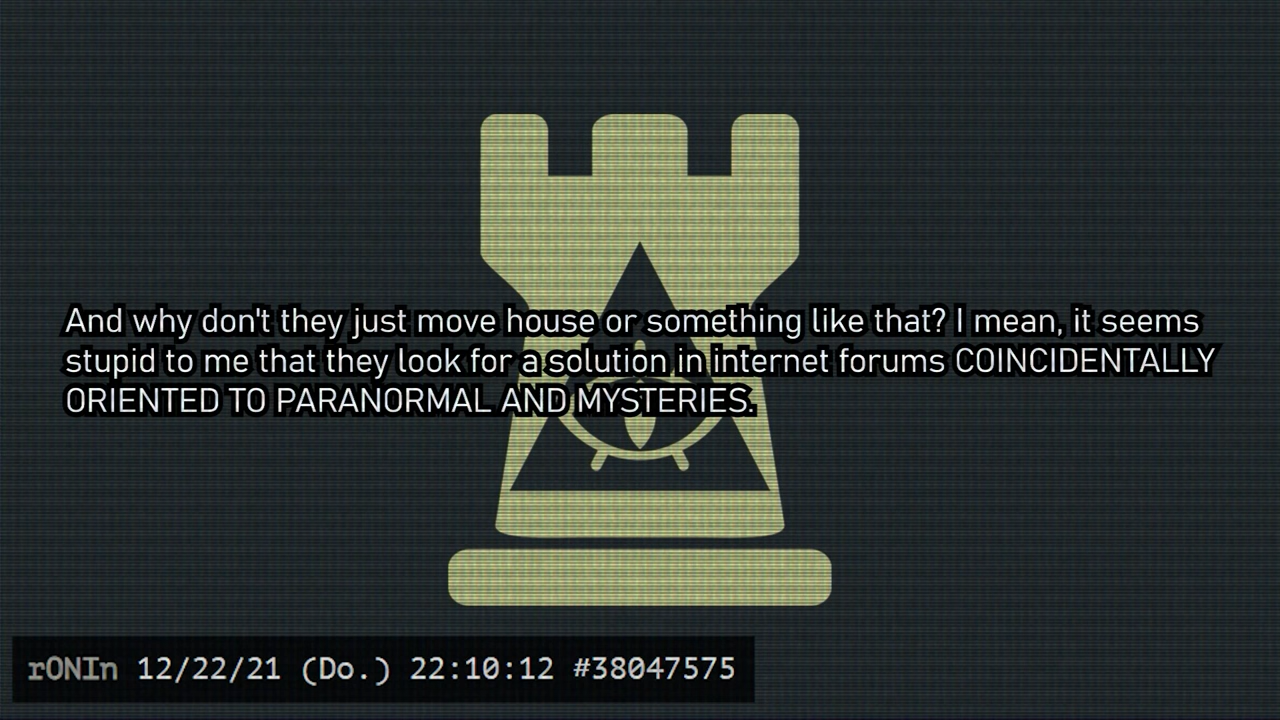 And why don't they just move house or something like that? I mean, it seems
stupid to me that they look for a solution in internet forums COINCIDENTALLY
ORIENTED TO PARANORMAL AND MYSTERIES.
rONIn 12/22/21 (Do.) 22:10:12 #38047575